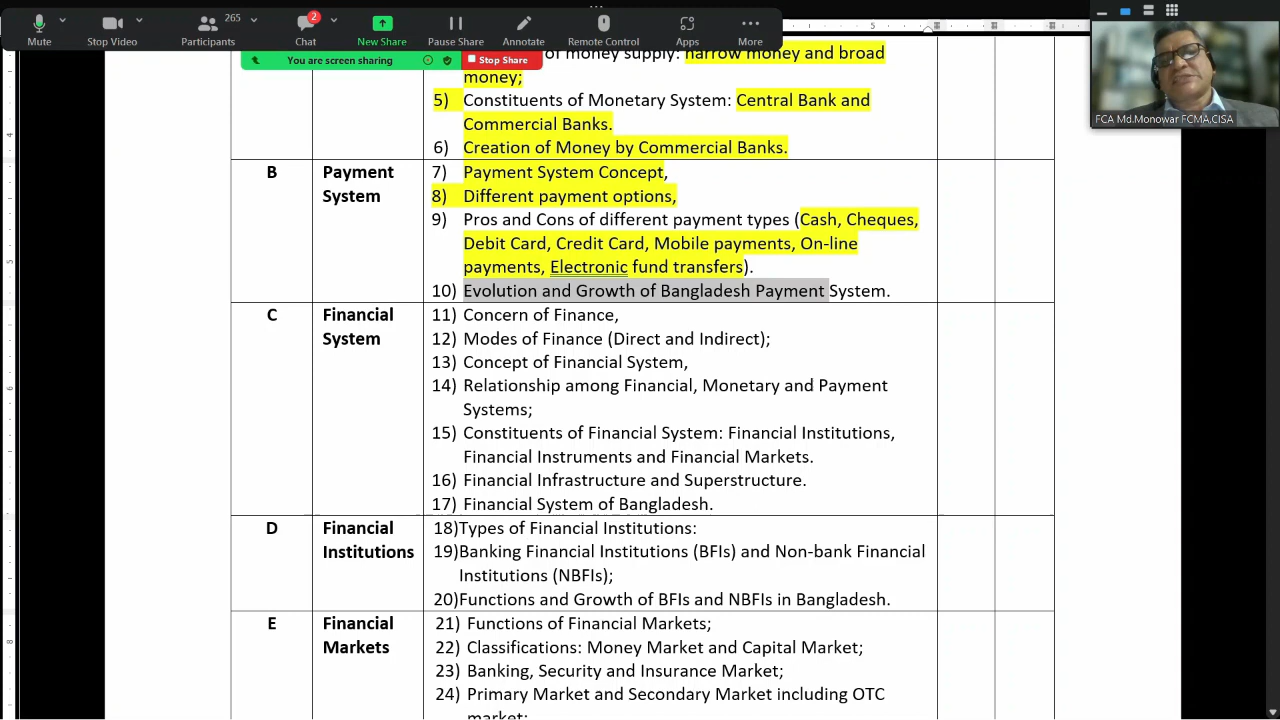 Mute
Stop Video
Participants
265
Chat
2
New Share
Pause Share
Annotate
Remote Control
Apps
More
You are screen sharing
Stop Share
FCA Md.Monowar FCMA,CISA
of money supply: narrow money and broad
money;
5) Constituents of Monetary System: Central Bank and
Commercial Banks.
6) Creation of Money by Commercial Banks.
B
Payment
System
7) Payment System Concept,
8) Different payment options,
9) Pros and Cons of different payment types (Cash, Cheques,
Debit Card, Credit Card, Mobile payments, On-line
payments, Electronic fund transfers).
10) Evolution and Growth of Bangladesh Payment System.
C
Financial
System
11) Concern of Finance,
12) Modes of Finance (Direct and Indirect);
13) Concept of Financial System,
14) Relationship among Financial, Monetary and Payment
Systems;
15) Constituents of Financial System: Financial Institutions,
Financial Instruments and Financial Markets.
16) Financial Infrastructure and Superstructure.
17) Financial System of Bangladesh.
D
Financial
Institutions
18)Types of Financial Institutions:
19)Banking Financial Institutions (BFIs) and Non-bank Financial
Institutions (NBFIs);
20)Functions and Growth of BFIs and NBFIs in Bangladesh.
E
Financial
Markets
21) Functions of Financial Markets;
22) Classifications: Money Market and Capital Market;
23) Banking, Security and Insurance Market;
24) Primary Market and Secondary Market including OTC
market;
5
4
5
6
8